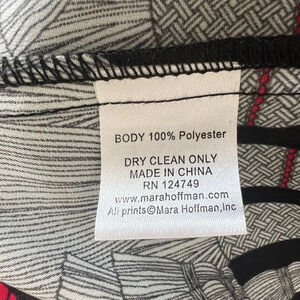 BODY 100% Polyester
DRY CLEAN ONLY
MADE IN CHINA
RN 124749
www.marahoffman.com
All prints©Mara Hoffman,Inc